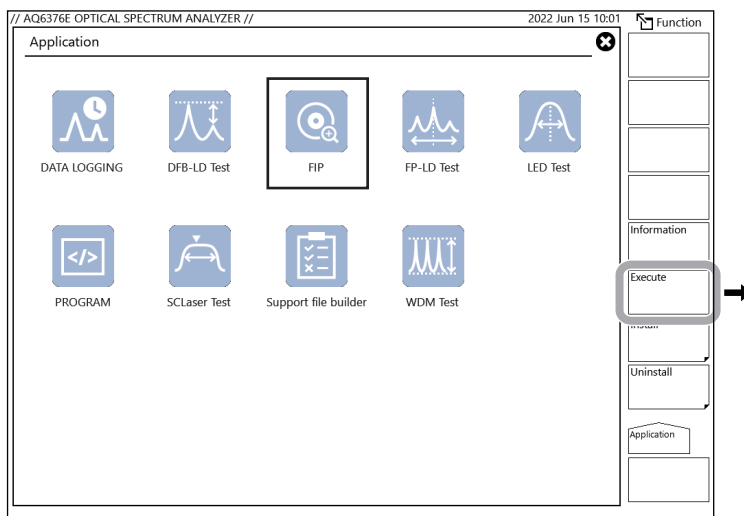 // AQ6376E OPTICAL SPECTRUM ANALYZER // 2022 Jun 15 10:01
Function
Application
DATA LOGGING DFB-LD Test FIP FP-LD Test LED Test
</>
PROGRAM SCLaser Test Support file builder WDM Test
Information
Execute
Install
Uninstall
Application